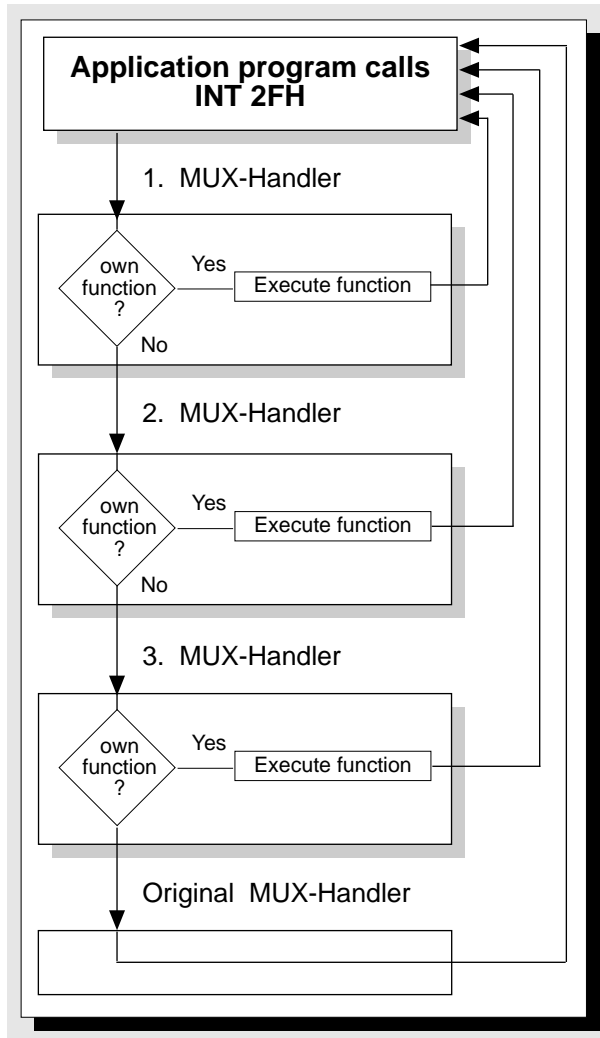 Application program calls
INT 2FH
1. MUX-Handler
own
function
?
Yes
Execute function
No
2. MUX-Handler
own
function
?
Yes
Execute function
No
3. MUX-Handler
own
function
?
Yes
Execute function
Original MUX-Handler